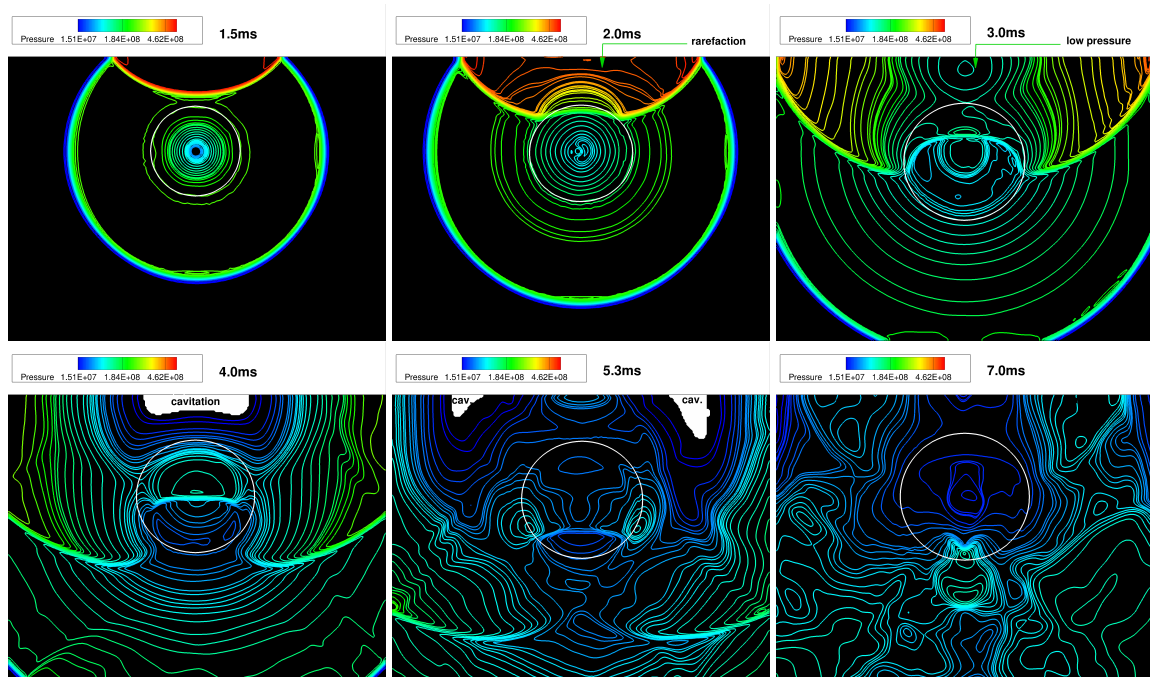 1.5ms
Pressure 1.51E+07 1.84E+08 4.62E+08
2.0ms
Pressure 1.51E+07 1.84E+08 4.62E+08
rarefaction
3.0ms
Pressure 1.51E+07 1.84E+08 4.62E+08
low pressure
4.0ms
Pressure 1.51E+07 1.84E+08 4.62E+08
cavitation
5.3ms
Pressure 1.51E+07 1.84E+08 4.62E+08
cav. cav.
7.0ms
Pressure 1.51E+07 1.84E+08 4.62E+08